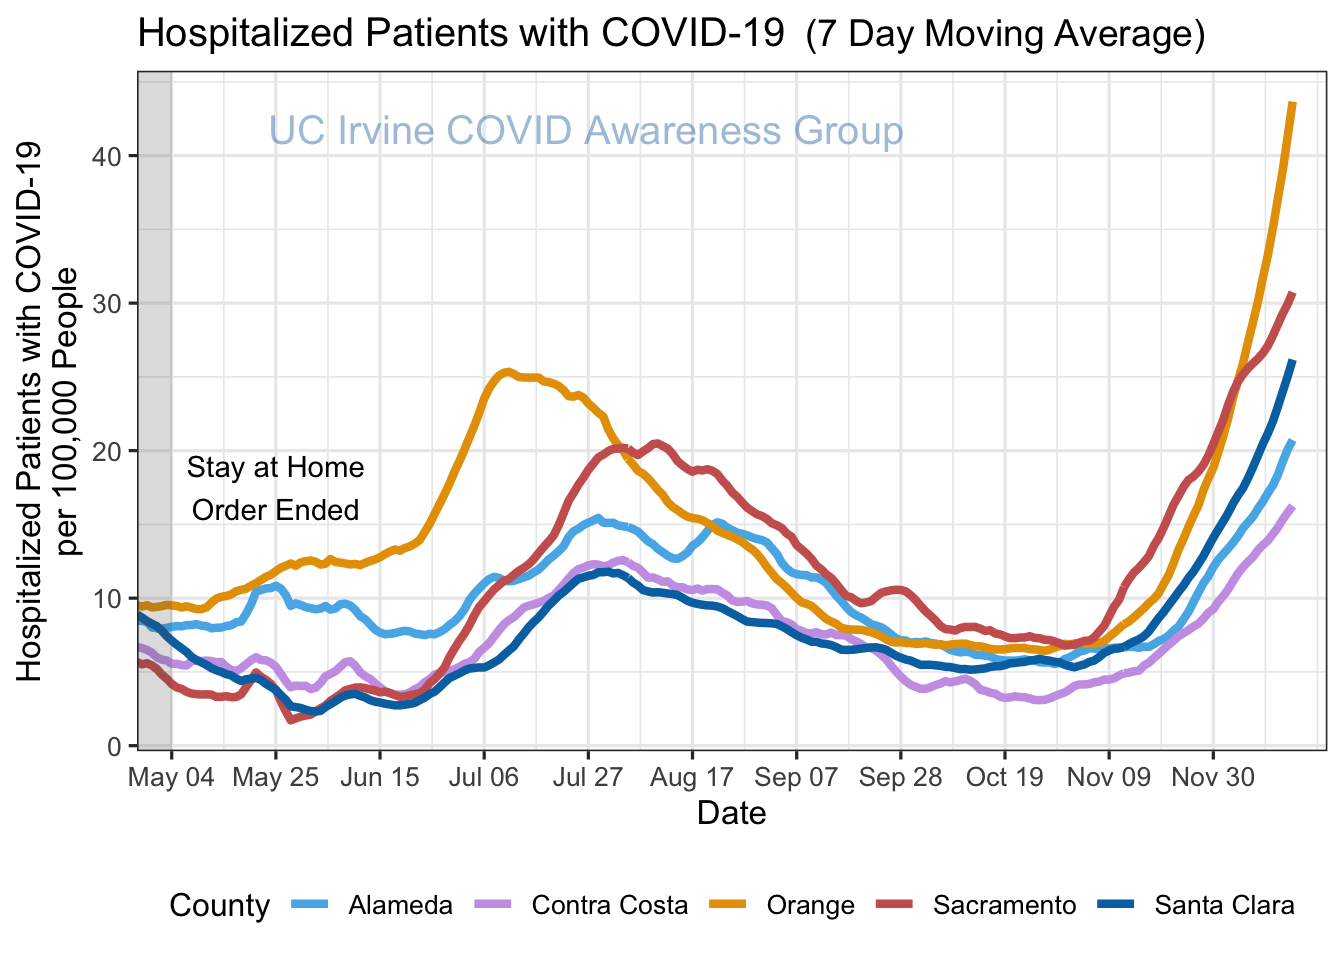 Hospitalized Patients with COVID-19  (7 Day Moving Average)
UC Irvine COVID Awareness Group
Hospitalized Patients with COVID-19
per 100,000 People
40
30
20
10
0
Stay at Home
Order Ended
May 04 May 25 Jun 15 Jul 06 Jul 27 Aug 17 Sep 07 Sep 28 Oct 19 Nov 09 Nov 30
Date
County Alameda Contra Costa Orange Sacramento Santa Clara